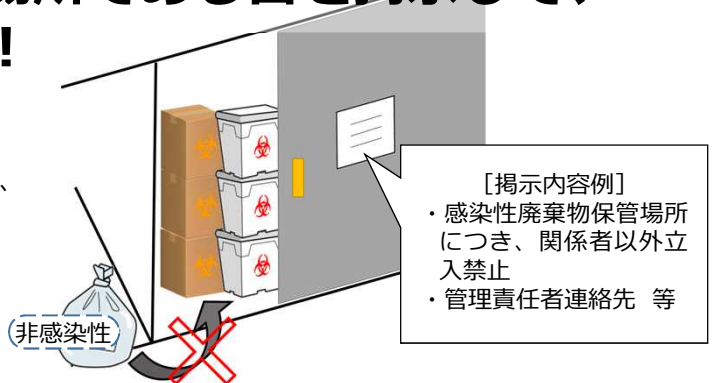 ！
、
［掲示内容例］
・感染性廃棄物保管場所
につき、関係者以外立
入禁止
・管理責任者連絡先 等
非感染性